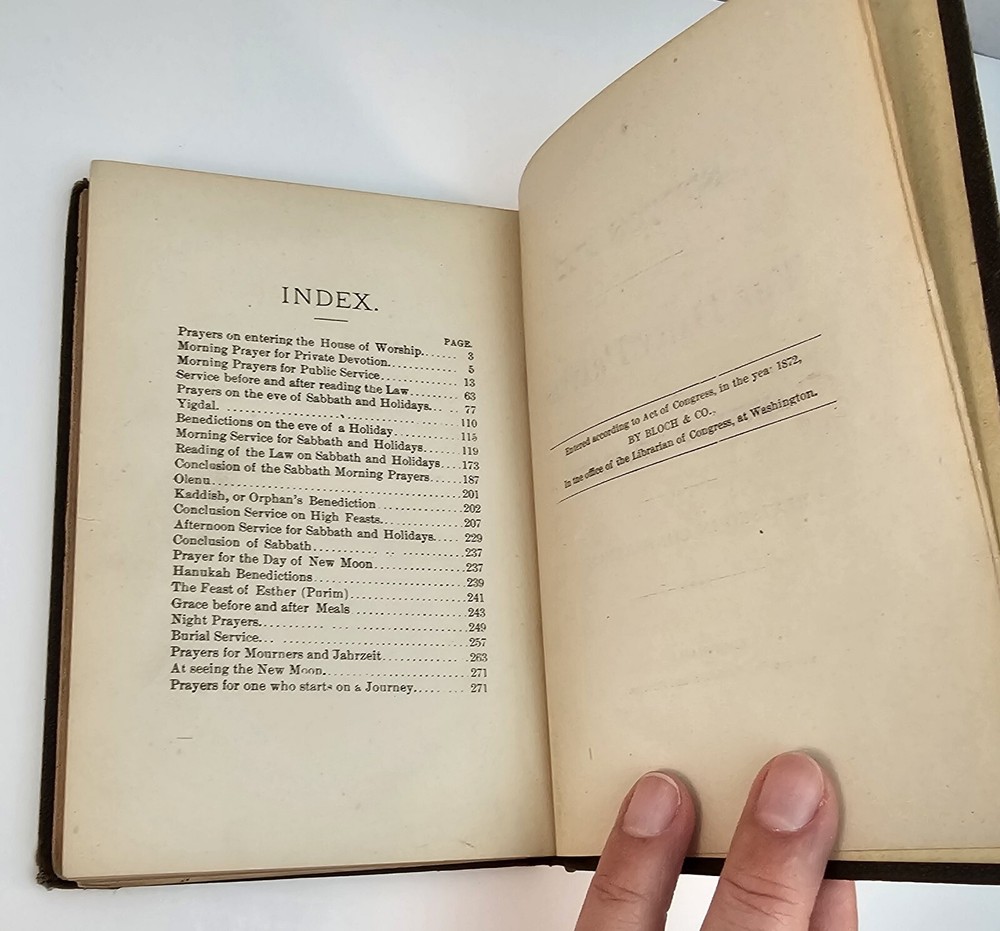 INDEX.
PAGE.
Prayers on entering the House of Worship....... 3
Morning Prayer for Private Devotion............ 5
Morning Prayers for Public Service............. 13
Service before and after reading the Law........ 63
Prayers on the eve of Sabbath and Holidays... .. 77
Yigdal. ........................ 110
Benedictions on the eve of a Holiday............ 115
Morning Service for Sabbath and Holidays....... 119
Reading of the Law on Sabbath and Holidays....173
Conclusion of the Sabbath Morning Prayers......187
Olenu..........................201
Kaddish, or Orphan's Benediction ................202
Conclusion Service on High Feasts..............207
Afternoon Service for Sabbath and Holidays.....229
Conclusion of Sabbath............ .. ............237
Prayer for the Day of New Moon................237
Hanukah Benedictions..........................239
The Feast of Esther (Purim)....................241
Grace before and after Meals ....................243
Night Prayers........... ... ....................249
Burial Service... ..............................257
Prayers for Mourners and Jahrzeit............. .263
At seeing the New Moon........................271
Prayers for one who starts on a Journey..... .....271
Entered according to Act of Congress, in the year 1872,
BY BLOCH & CO.,
In the office of the Librarian of Congress, at Washington.